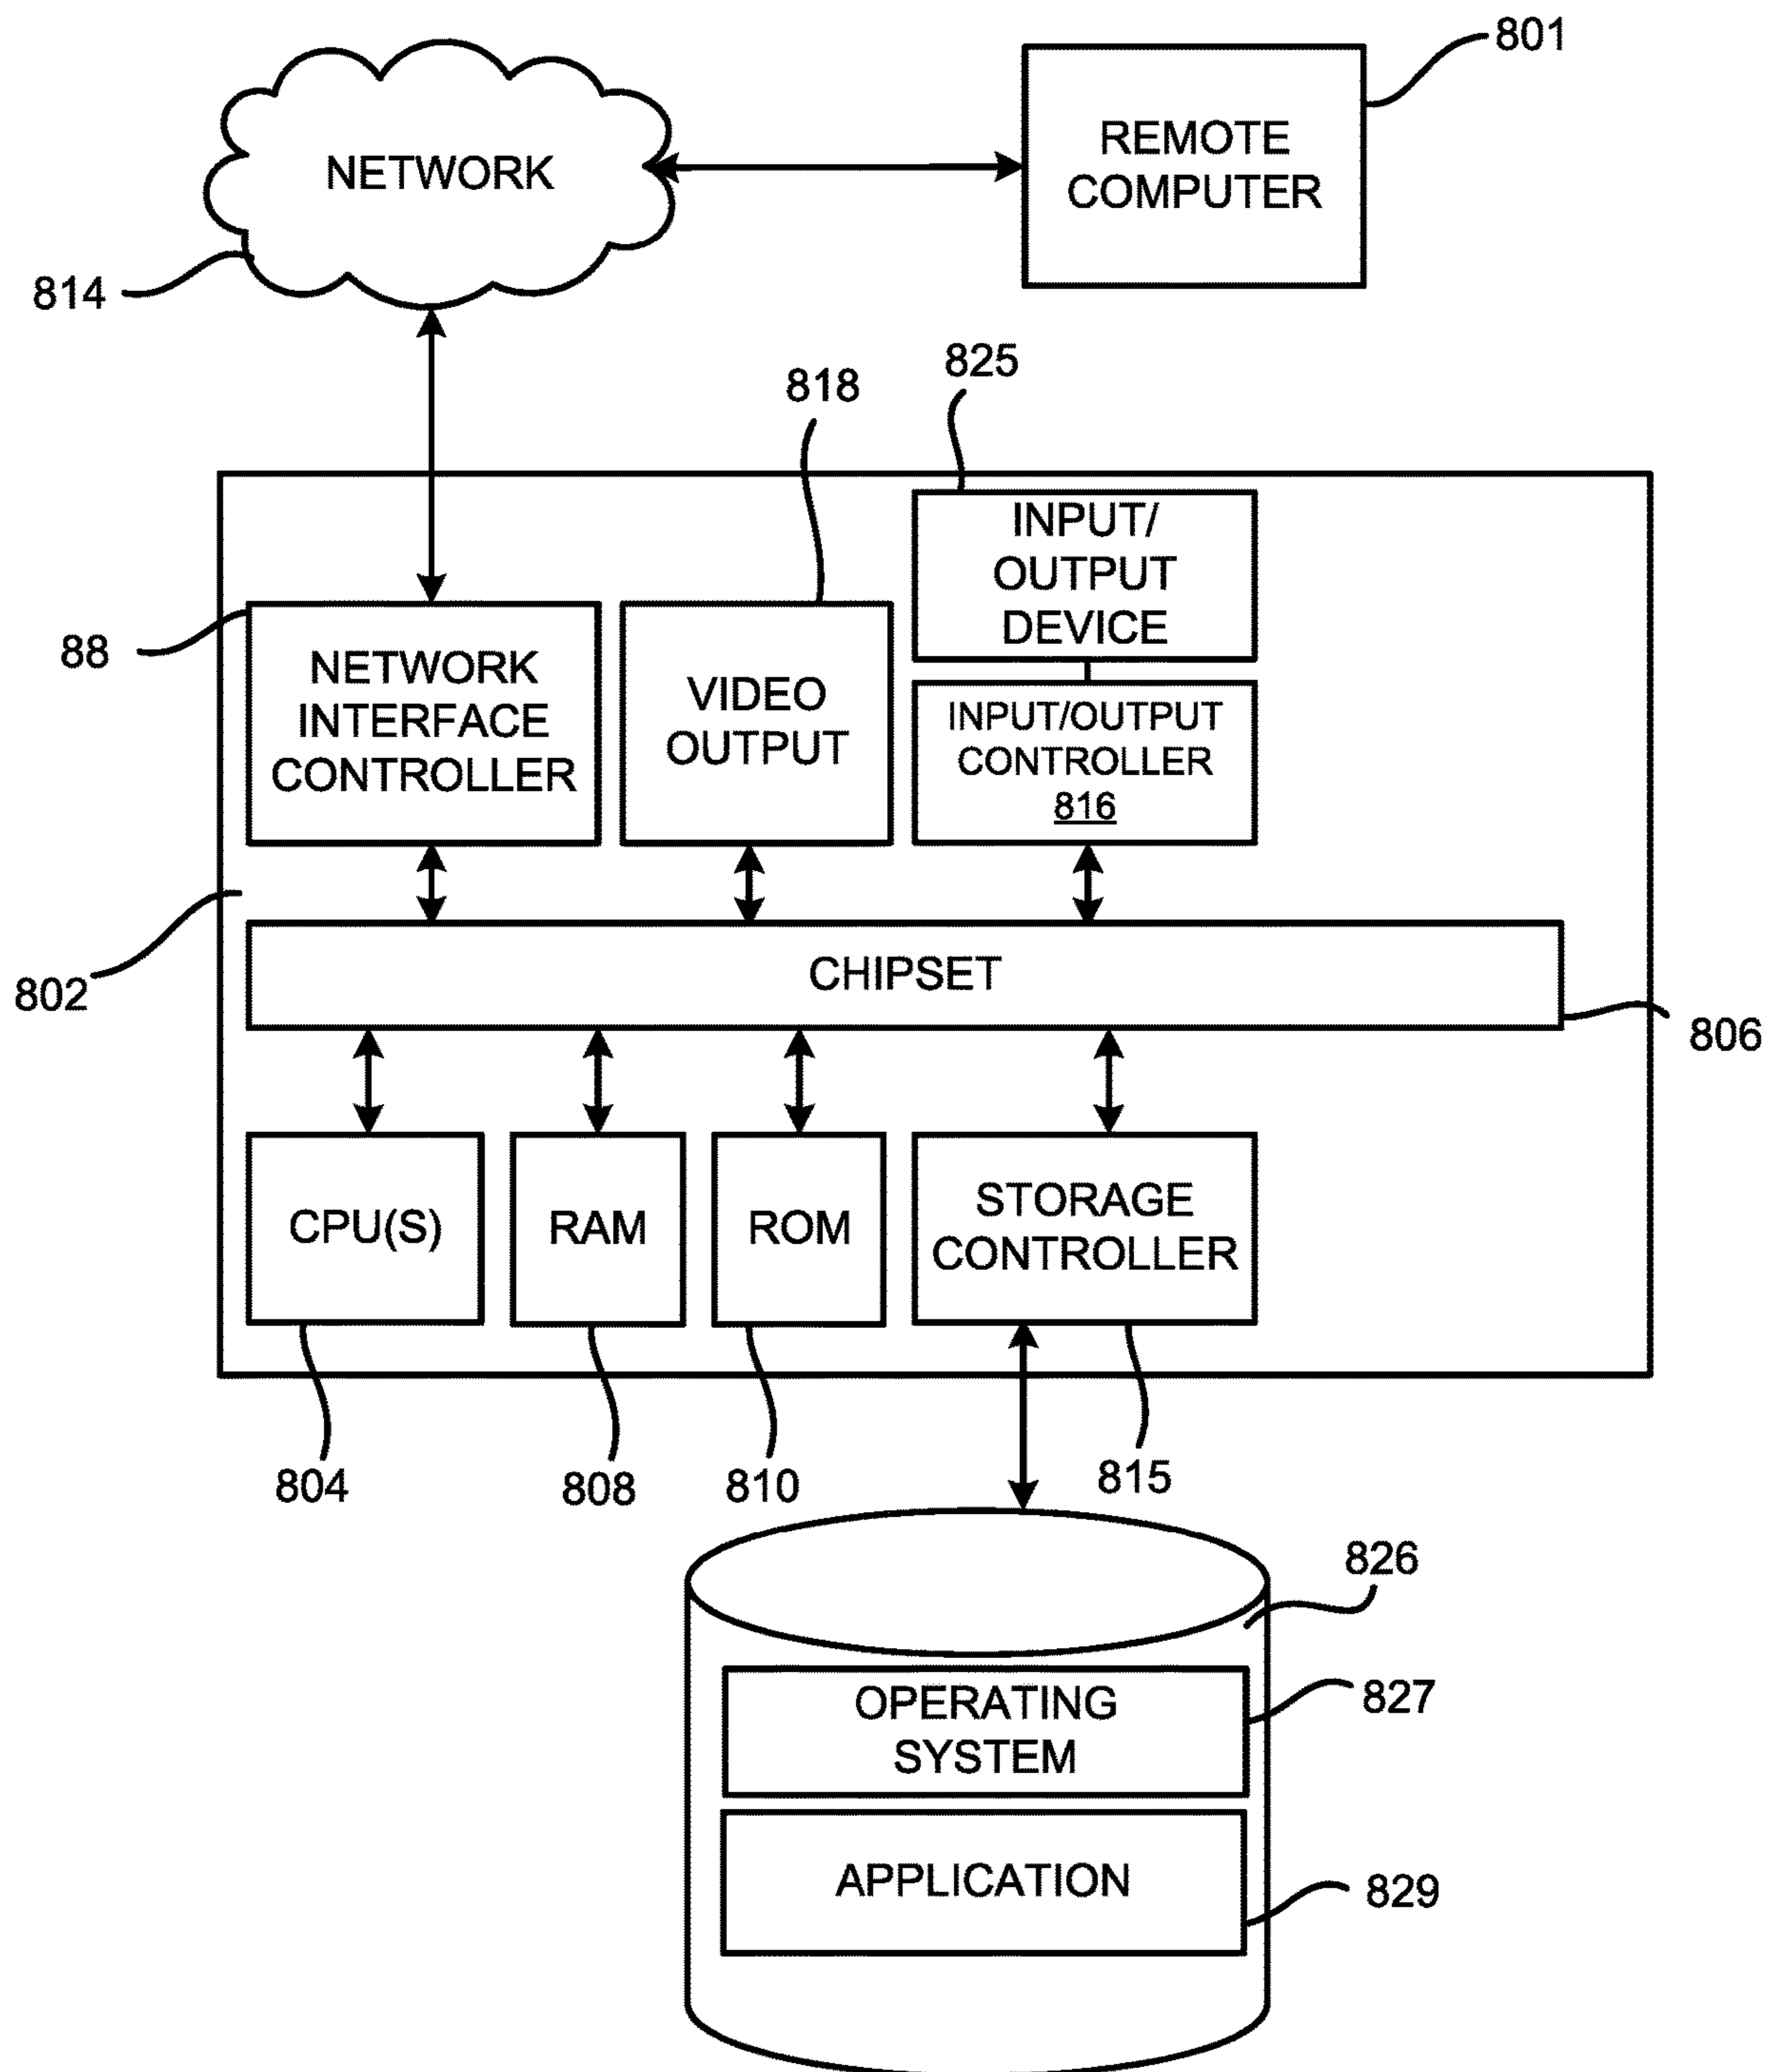 801
REMOTE
COMPUTER
NETWORK
814
825
818
INPUT/
OUTPUT
DEVICE
88
NETWORK
INTERFACE
CONTROLLER
VIDEO
OUTPUT
INPUT/OUTPUT
CONTROLLER
816
802
CHIPSET
806
CPU(S)
RAM
ROM
STORAGE
CONTROLLER
804
808
810
815
826
OPERATING
SYSTEM
827
APPLICATION
829